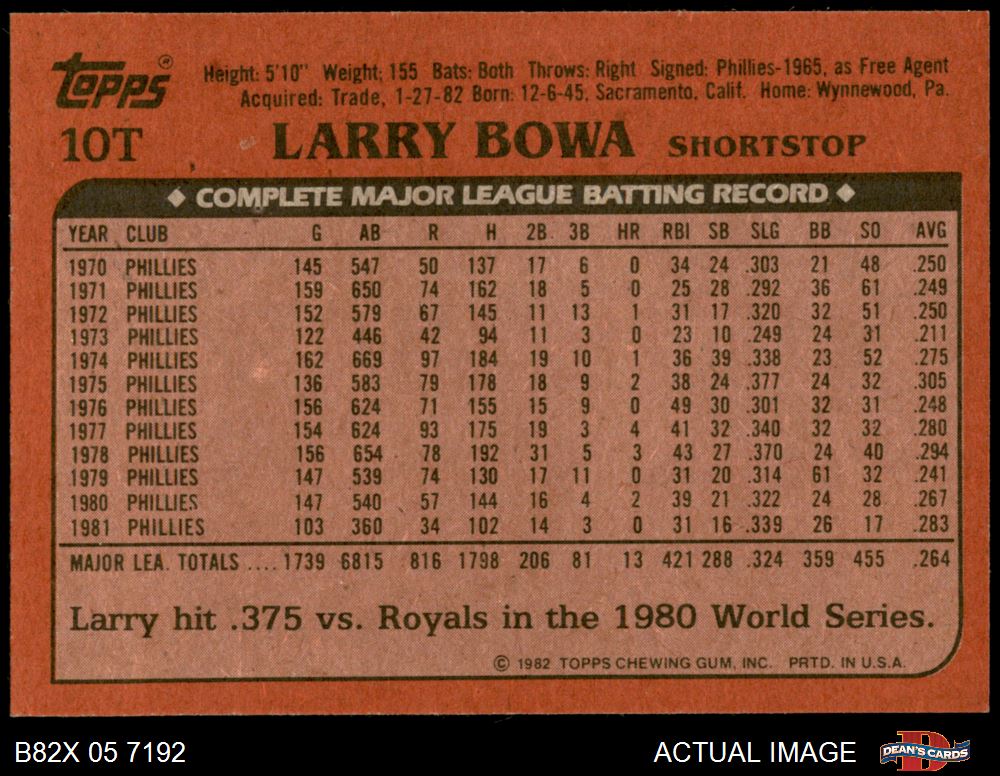 Topps®
Height: 5'10" Weight: 155 Bats: Both Throws: Right Signed: Phillies-1965, as Free Agent
Acquired: Trade, 1-27-82 Born: 12-6-45, Sacramento, Calif. Home: Wynnewood, Pa.
10T LARRY BOWA SHORTSTOP
◆ COMPLETE MAJOR LEAGUE BATTING RECORD ◆
YEAR CLUB G AB R H 2B 3B HR RBI SB SLG BB SO AVG
1970 PHILLIES 145 547 50 137 17 6 0 34 24 .303 21 48 .250
1971 PHILLIES 159 650 74 162 18 5 0 25 28 .292 36 61 .249
1972 PHILLIES 152 579 67 145 11 13 1 31 17 .320 32 51 .250
1973 PHILLIES 122 446 42 94 11 3 0 23 10 .249 24 31 .211
1974 PHILLIES 162 669 97 184 19 10 1 36 39 .338 23 52 .275
1975 PHILLIES 136 583 79 178 18 9 2 38 24 .377 24 32 .305
1976 PHILLIES 156 624 71 155 15 9 0 49 30 .301 32 31 .248
1977 PHILLIES 154 624 93 175 19 3 4 41 32 .340 32 32 .280
1978 PHILLIES 156 654 78 192 31 5 3 43 27 .370 24 40 .294
1979 PHILLIES 147 539 74 130 17 11 0 31 20 .314 61 32 .241
1980 PHILLIES 147 540 57 144 16 4 2 39 21 .322 24 28 .267
1981 PHILLIES 103 360 34 102 14 3 0 31 16 .339 26 17 .283
MAJOR LEA. TOTALS .... 1739 6815 816 1798 206 81 13 421 288 .324 359 455 .264
Larry hit .375 vs. Royals in the 1980 World Series.
© 1982 TOPPS CHEWING GUM, INC. PRTD. IN U.S.A.
B82X 05 7192 ACTUAL IMAGE D DEAN'S CARDS